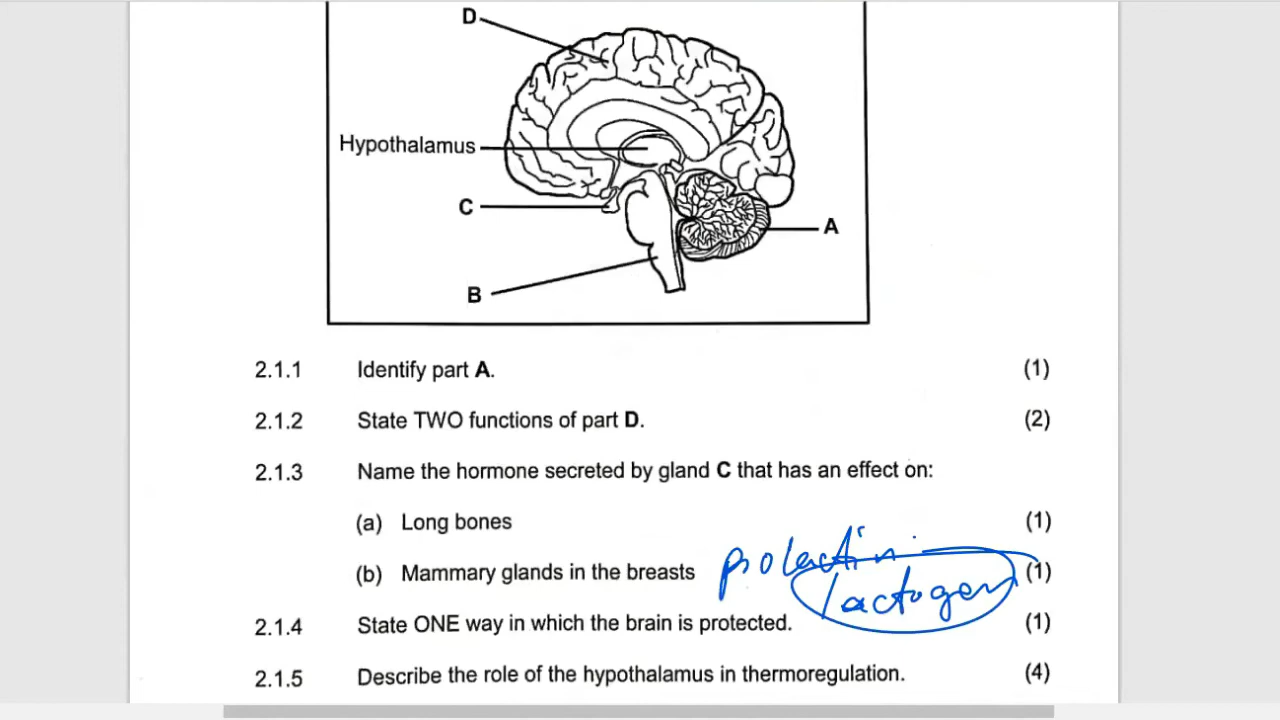 D
Hypothalamus
C
A
B
2.1.1 Identify part A. (1)
2.1.2 State TWO functions of part D. (2)
2.1.3 Name the hormone secreted by gland C that has an effect on:
(a) Long bones (1)
(b) Mammary glands in the breasts prolactin (1)
lactogen
2.1.4 State ONE way in which the brain is protected. (1)
2.1.5 Describe the role of the hypothalamus in thermoregulation. (4)